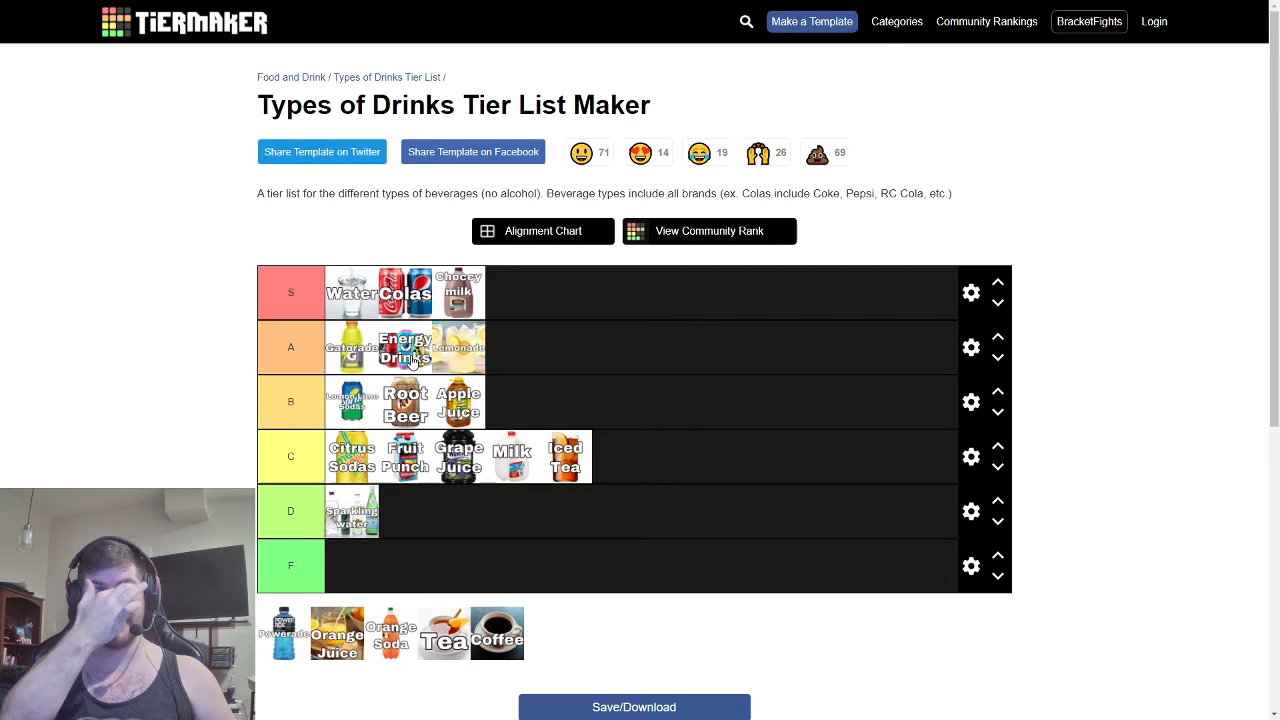 TiERMAKER
Make a Template
Categories
Community Rankings
BracketFights
Login
Food and Drink / Types of Drinks Tier List /
Types of Drinks Tier List Maker
Share Template on Twitter
Share Template on Facebook
71
14
19
26
69
A tier list for the different types of beverages (no alcohol). Beverage types include all brands (ex. Colas include Coke, Pepsi, RC Cola, etc.)
Alignment Chart
View Community Rank
S
Water
Colas
Choccy
milk
A
Gatorade
Energy
Drinks
Lemonade
B
Lemon-Lime
Sodas
Root
Beer
Apple
Juice
C
Citrus
Sodas
Fruit
Punch
Grape
Juice
Milk
Iced
Tea
D
Sparkling
water
F
Powerade
Orange
Juice
Orange
Soda
Tea
Coffee
Save/Download